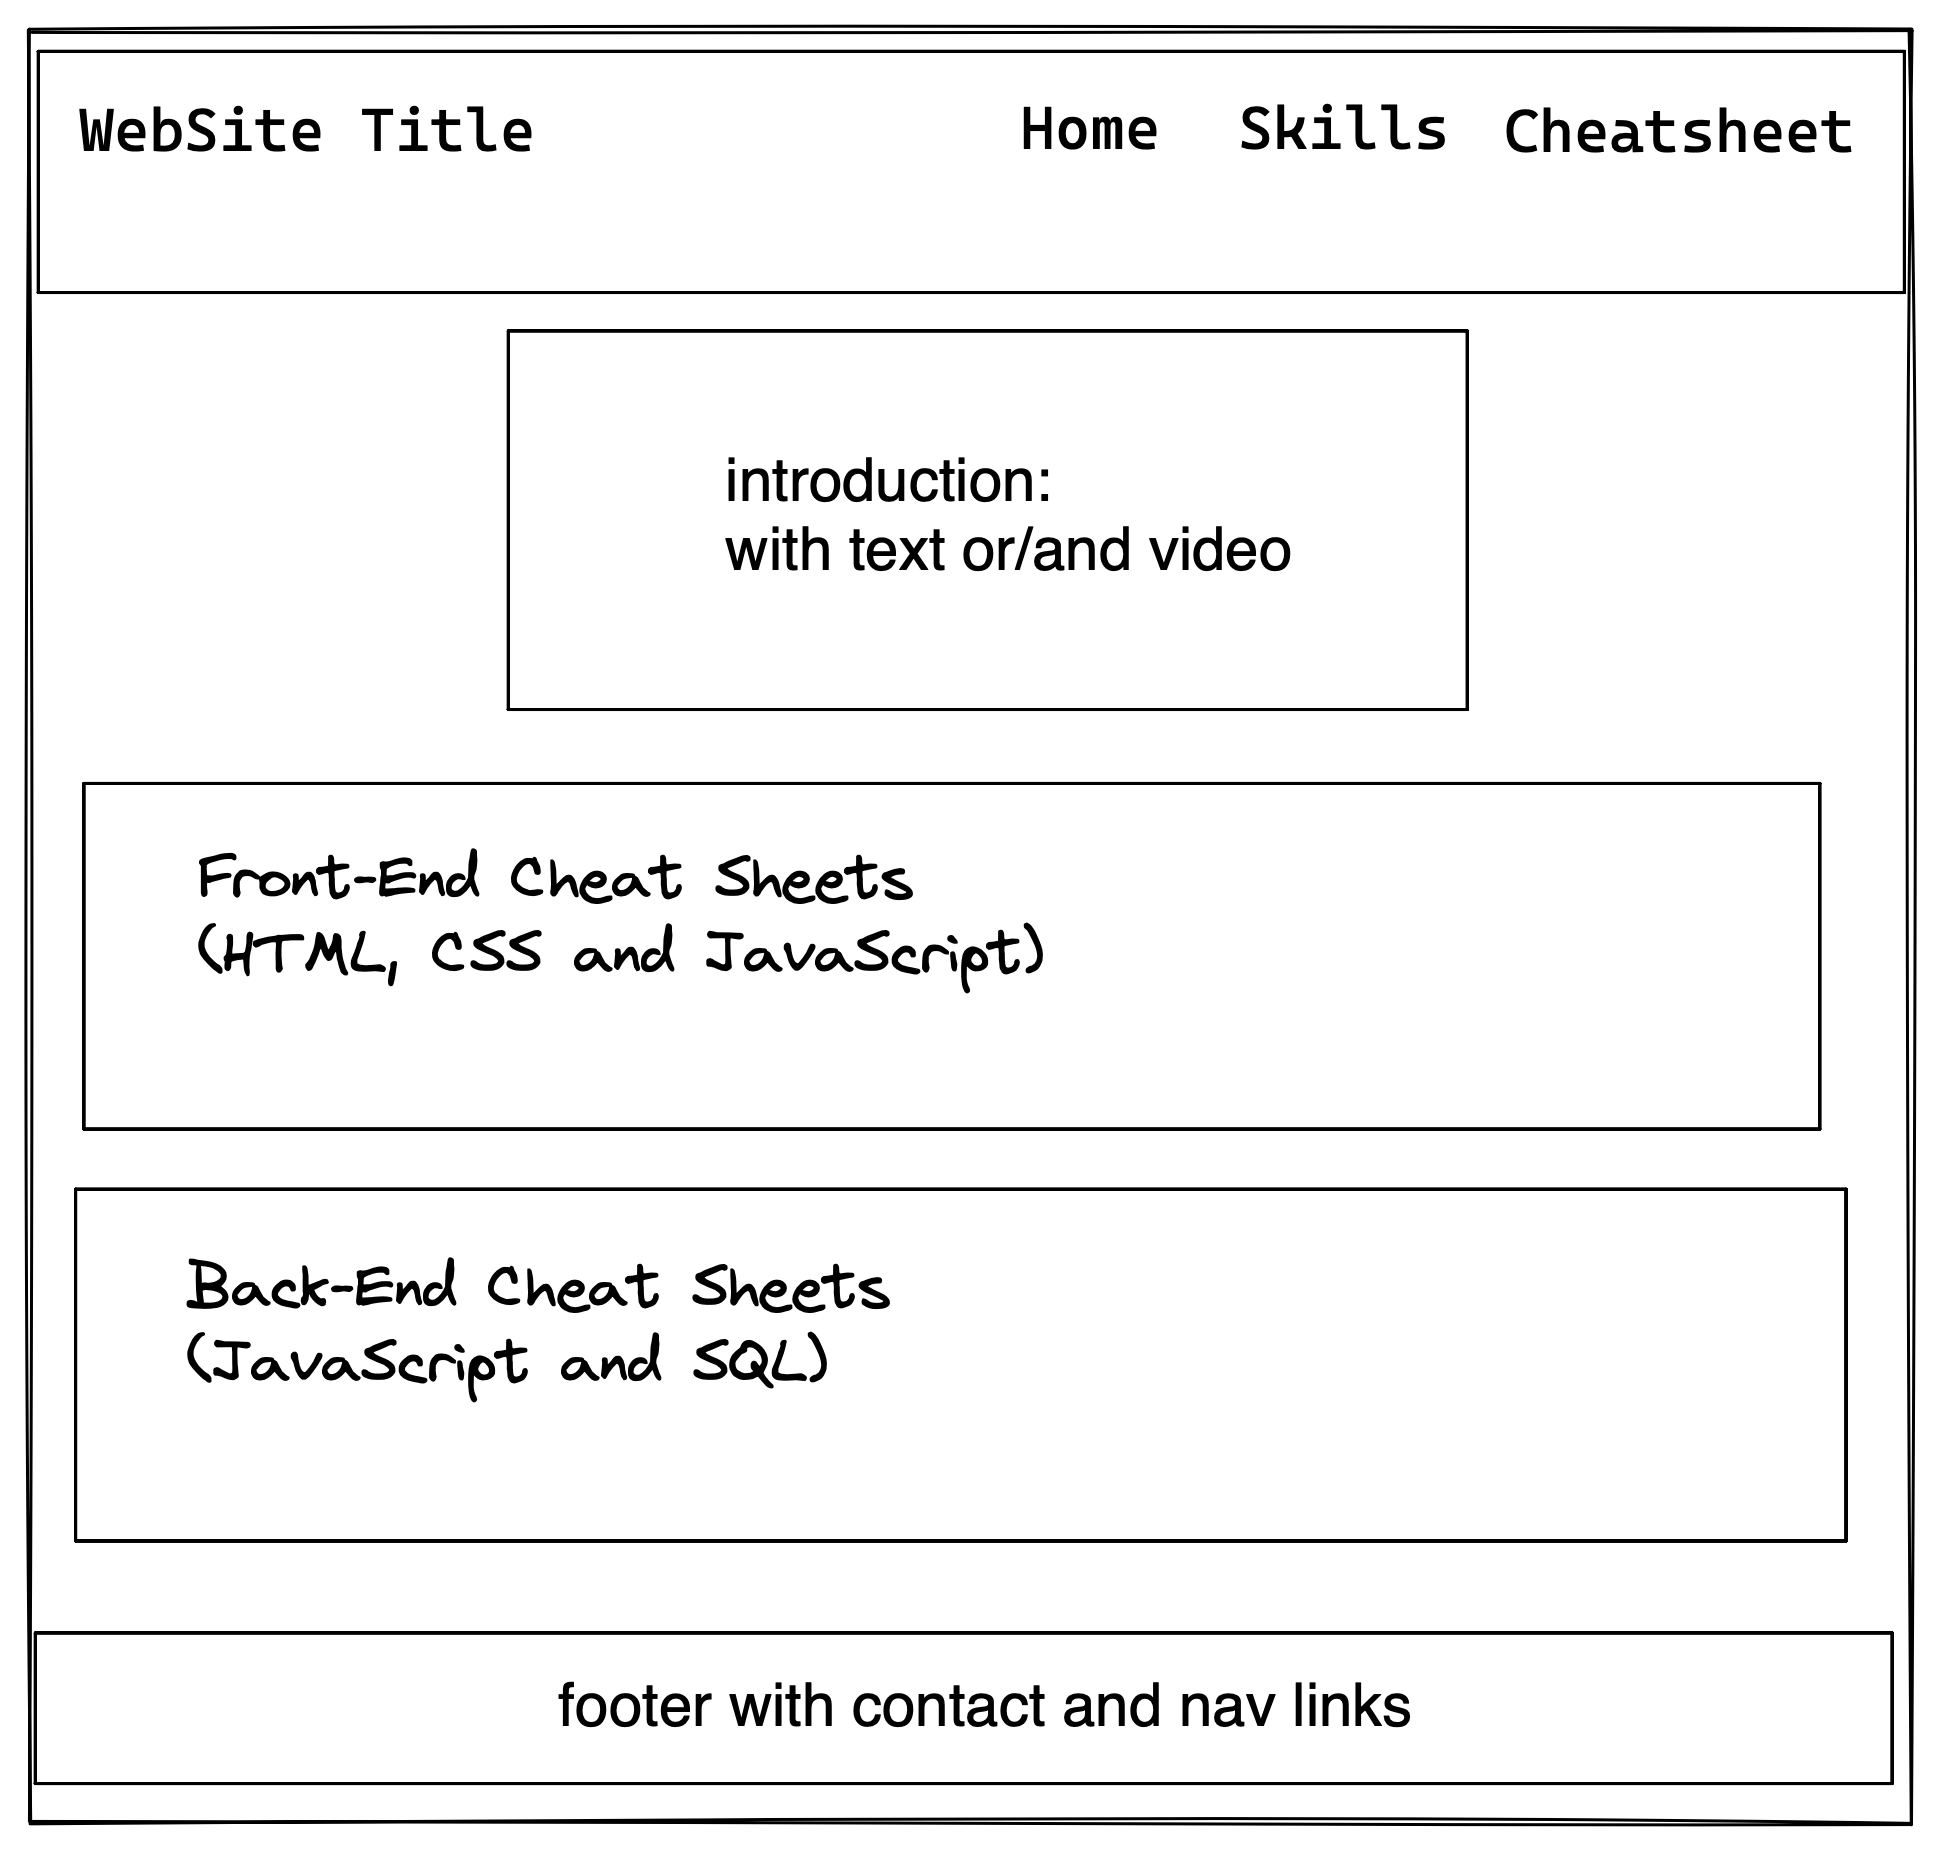 WebSite Title Home Skills Cheatsheet
introduction:
with text or/and video
Front-End Cheat Sheets
(HTML, CSS and JavaScript)
Back-End Cheat Sheets
(JavaScript and SQL)
footer with contact and nav links